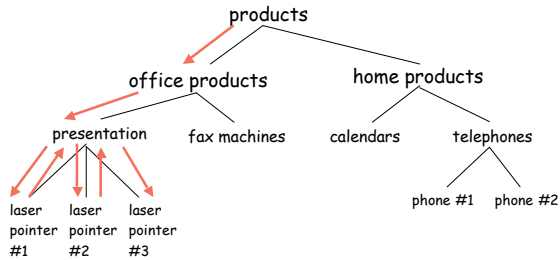 products
office products
home products
presentation
fax machines
calendars
telephones
laser
pointer
#1
laser
pointer
#2
laser
pointer
#3
phone #1
phone #2